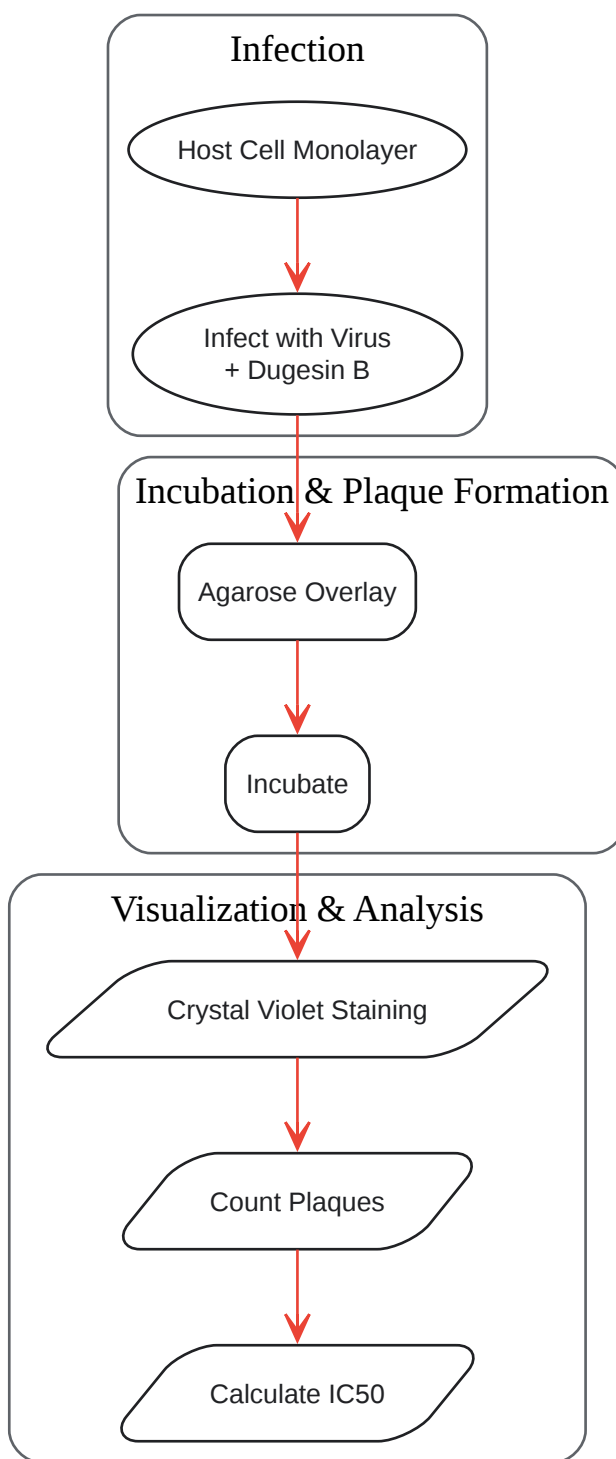 Infection
Host Cell Monolayer
Infect with Virus
+ Dugesin B
Incubation & Plaque Formation
Agarose Overlay
Incubate
Visualization & Analysis
Crystal Violet Staining
Count Plaques
Calculate IC50